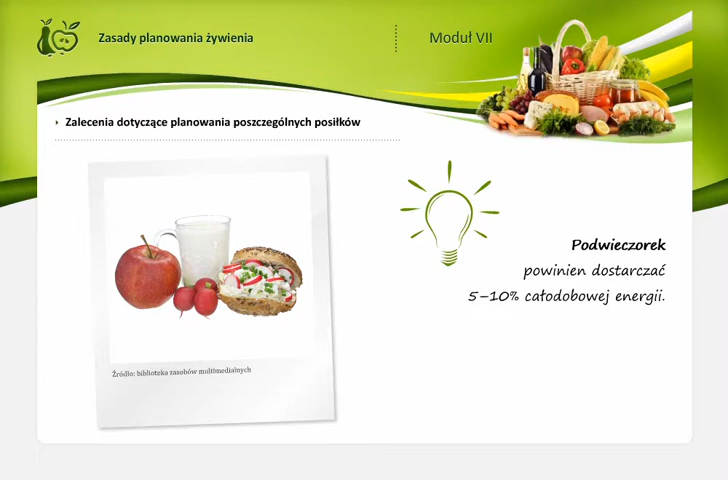 Zasady planowania żywienia
Moduł VII
Zalecenia dotyczące planowania poszczególnych posiłków
Podwieczorek
powinien dostarczać
5–10% całodobowej energii.
Źródło: biblioteka zasobów multimedialnych